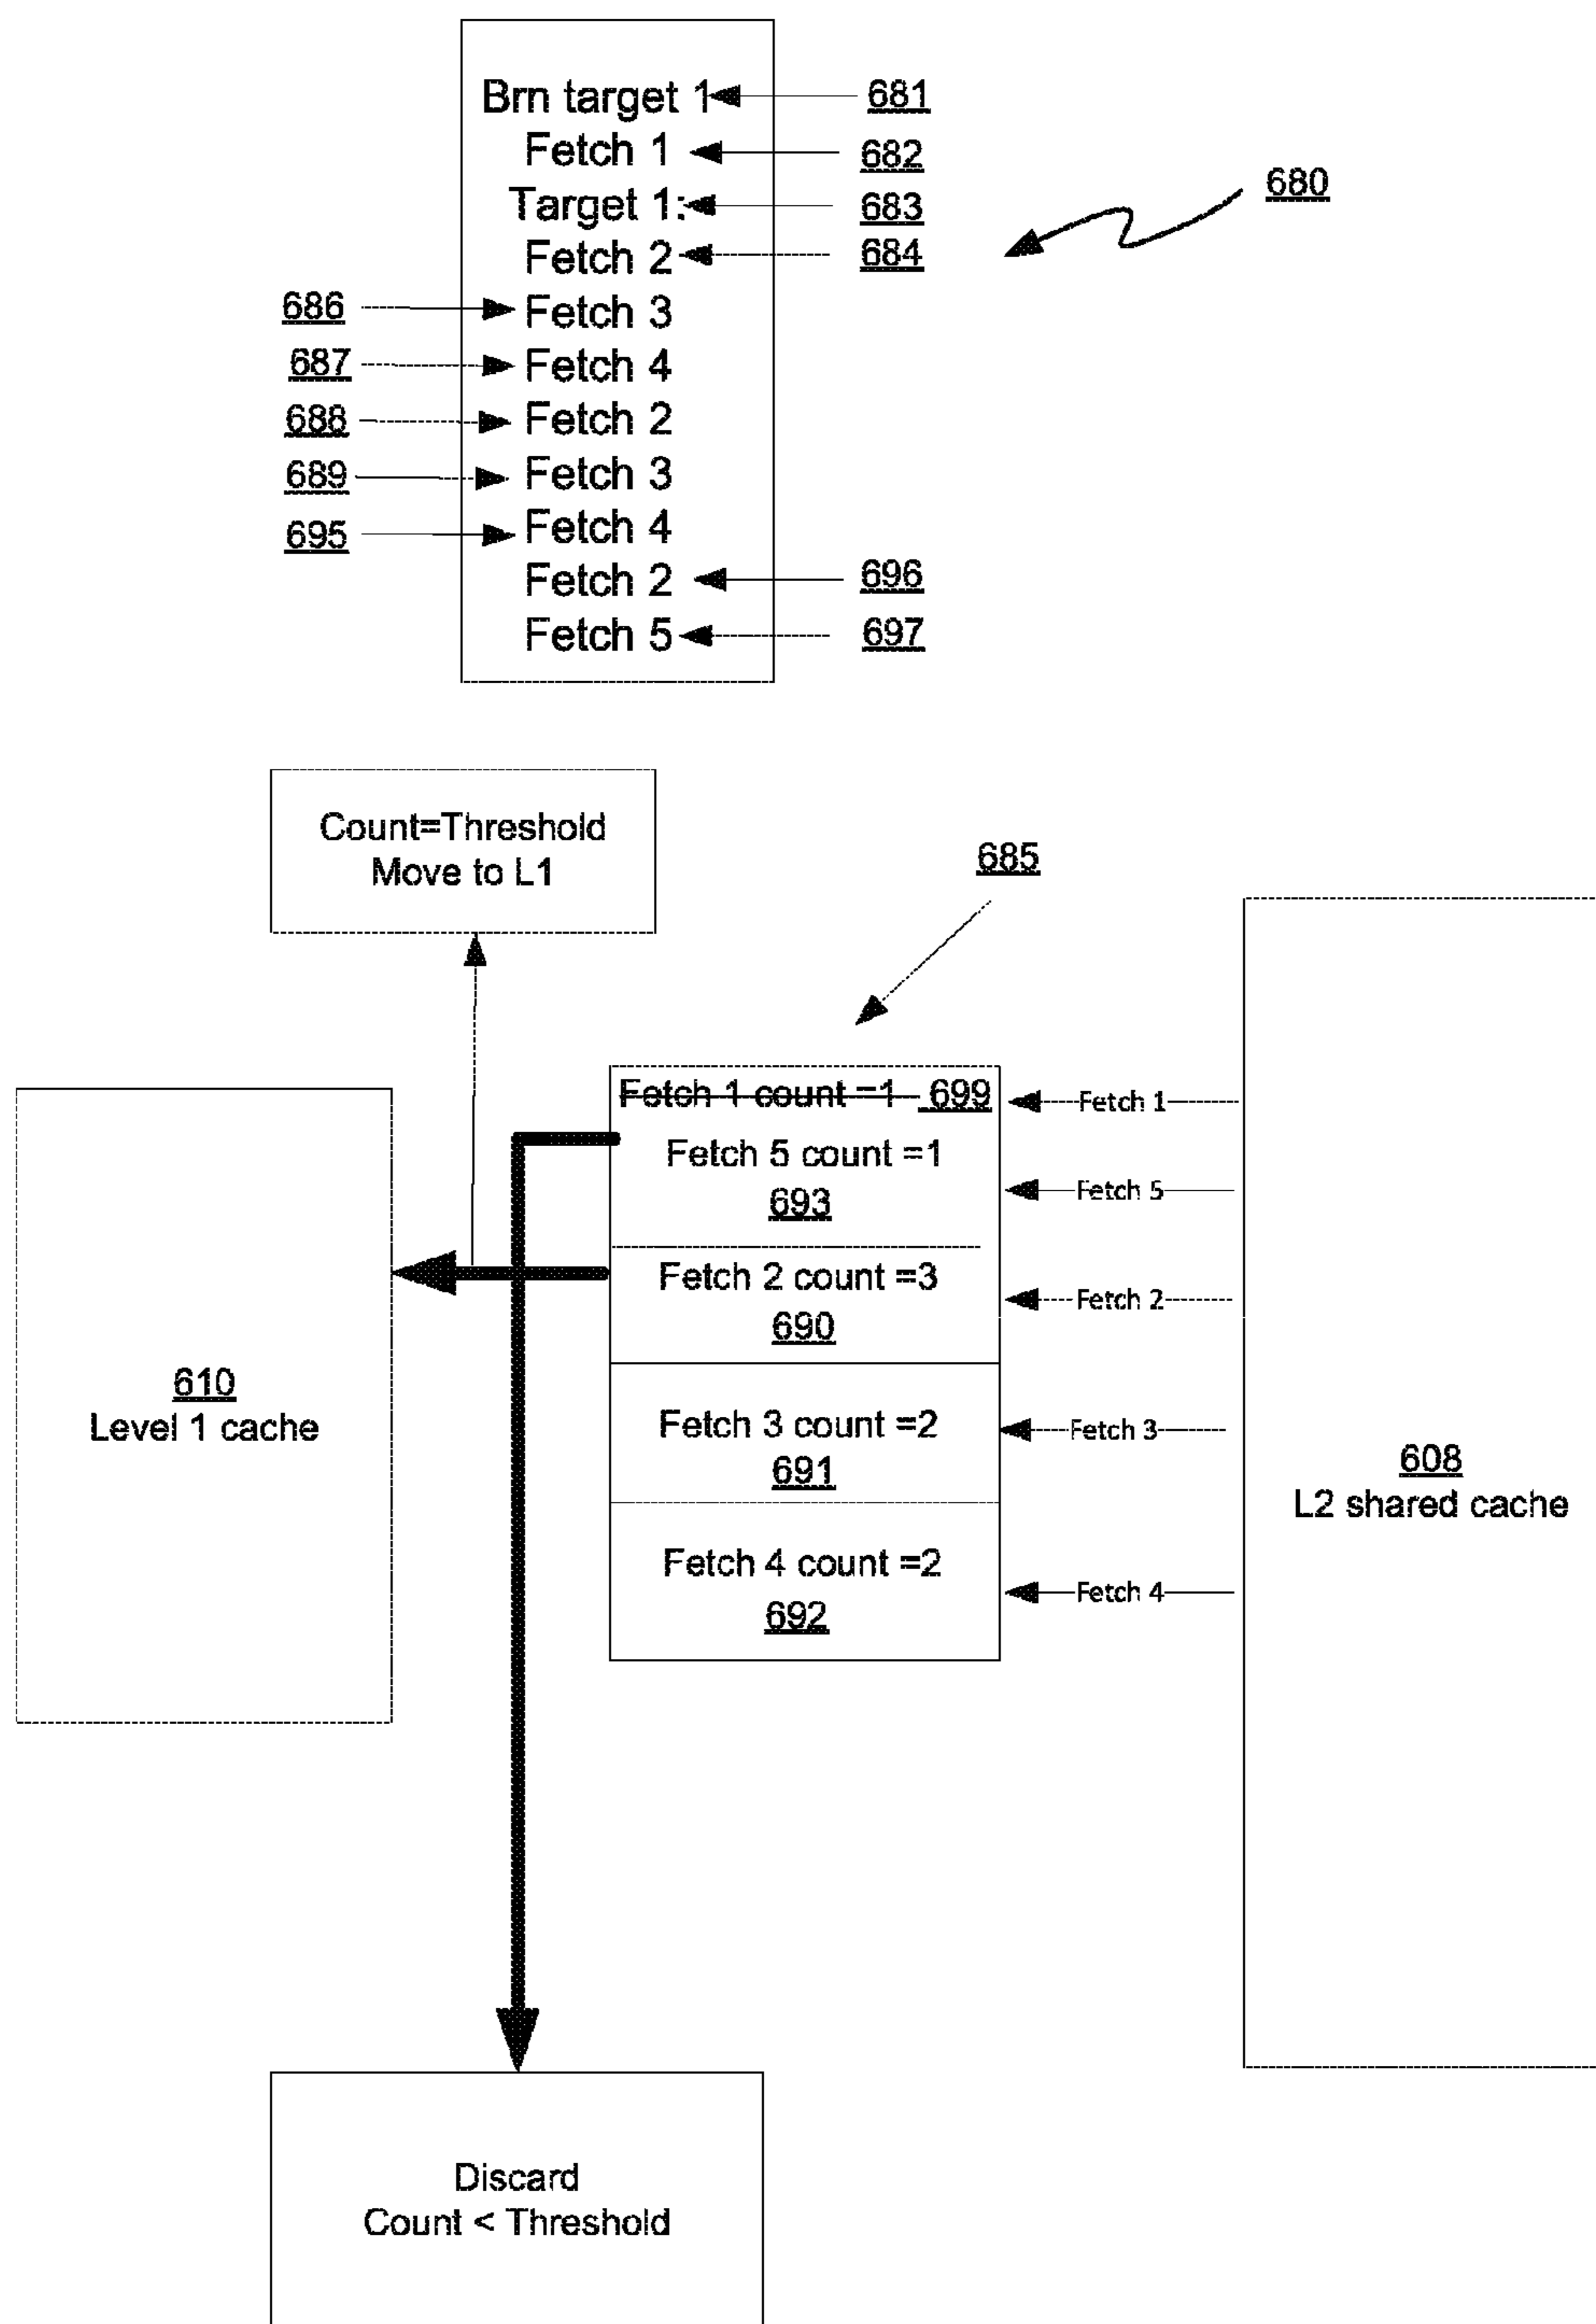 Brn target 1
681
Fetch 1
682
680
Target 1:
683
Fetch 2
684
686
Fetch 3
687
Fetch 4
688
Fetch 2
689
Fetch 3
695
Fetch 4
Fetch 2
696
Fetch 5
697
Count=Threshold
Move to L1
685
Fetch 1 count =1 699
Fetch 1
Fetch 5 count =1
693
Fetch 5
Fetch 2 count =3
690
Fetch 2
610
Level 1 cache
Fetch 3 count =2
691
Fetch 3
608
L2 shared cache
Fetch 4 count =2
692
Fetch 4
Discard
Count < Threshold